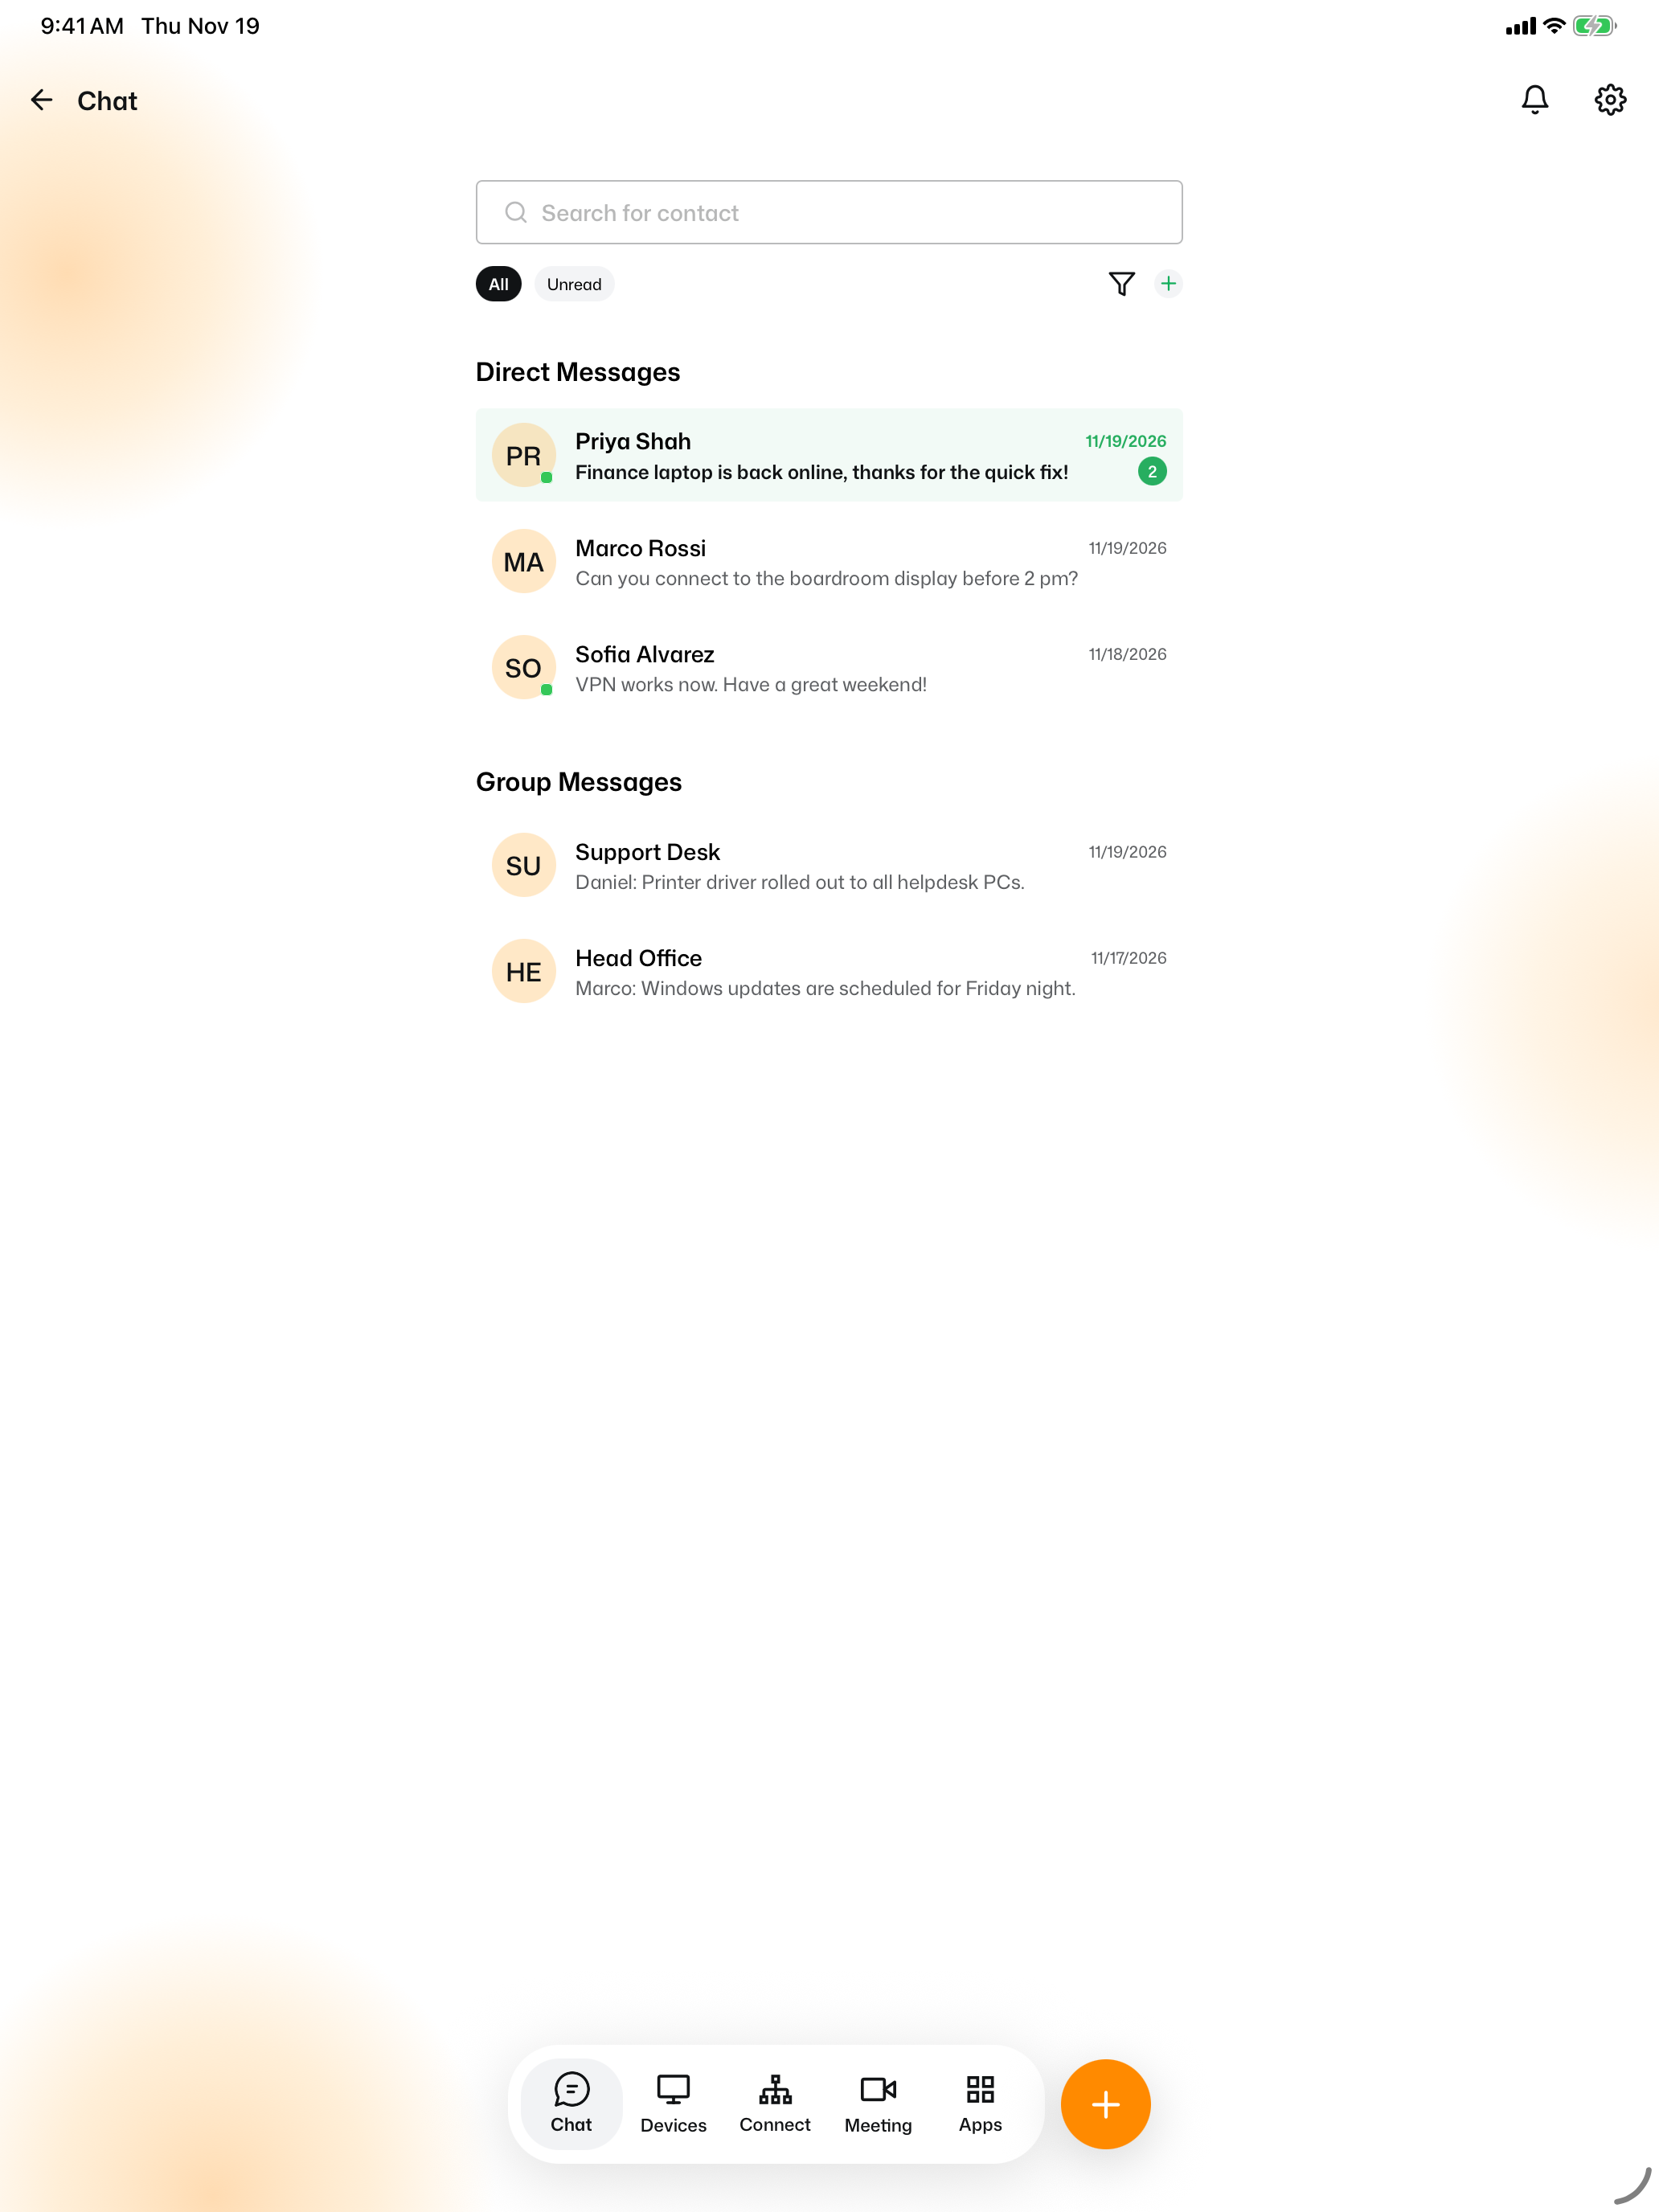 9:41 AM Thu Nov 19
Chat
Search for contact
All Unread
Direct Messages
PR Priya Shah 11/19/2026
Finance laptop is back online, thanks for the quick fix! 2
MA Marco Rossi 11/19/2026
Can you connect to the boardroom display before 2 pm?
SO Sofia Alvarez 11/18/2026
VPN works now. Have a great weekend!
Group Messages
SU Support Desk 11/19/2026
Daniel: Printer driver rolled out to all helpdesk PCs.
HE Head Office 11/17/2026
Marco: Windows updates are scheduled for Friday night.
Chat Devices Connect Meeting Apps